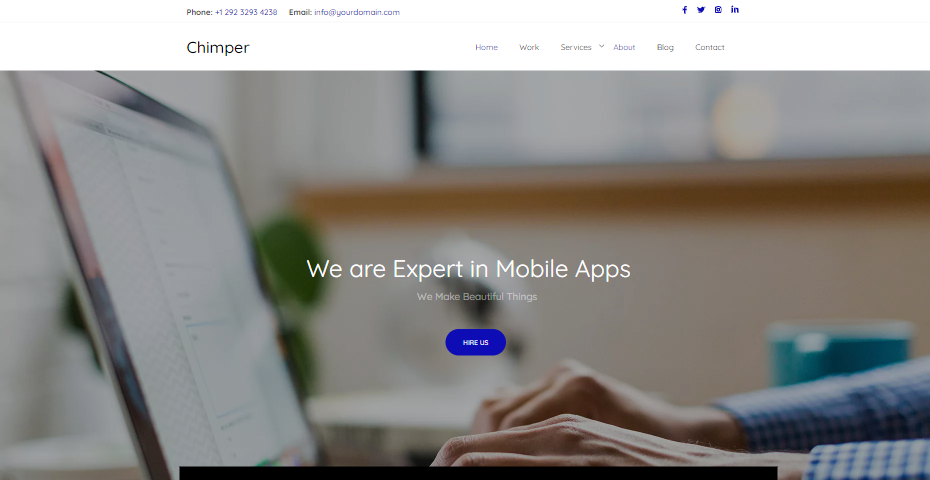 Phone: +1 292 3293 4238 Email: info@yourdomain.com
Chimper
Home Work Services About Blog Contact
We are Expert in Mobile Apps
We Make Beautiful Things
HIRE US